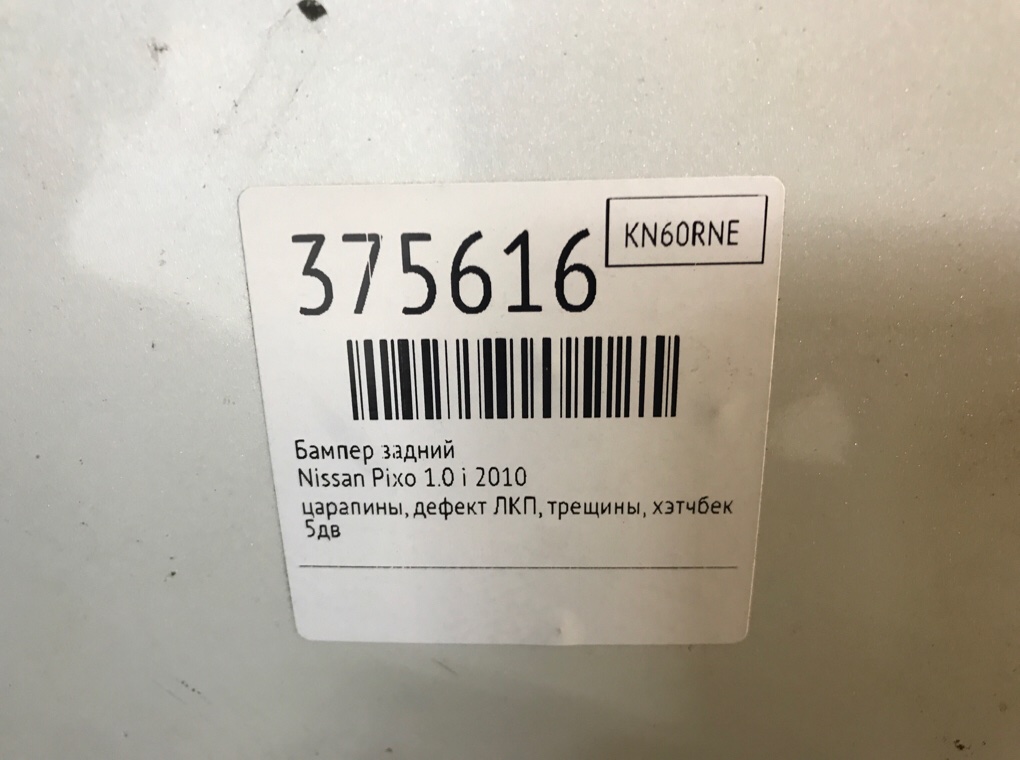 KN60RNE
375616
Бампер задний
Nissan Pixo 1.0 i 2010
царапины, дефект ЛКП, трещины, хэтчбек
5дв